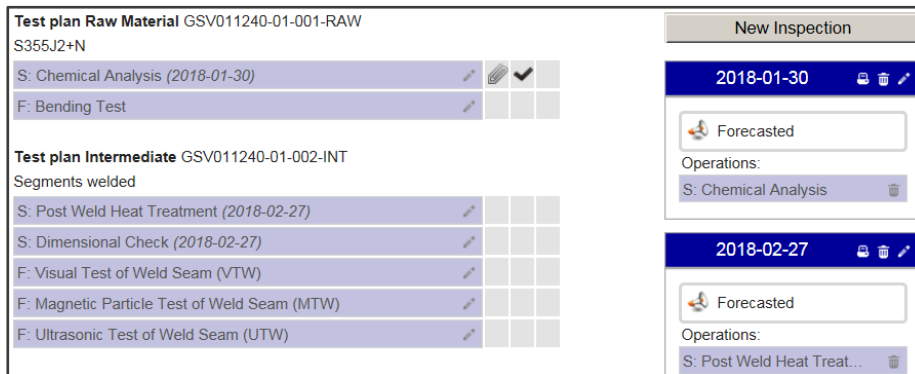 Test plan Raw Material GSV011240-01-001-RAW
S355J2+N
S: Chemical Analysis (2018-01-30)
F: Bending Test
Test plan Intermediate GSV011240-01-002-INT
Segments welded
S: Post Weld Heat Treatment (2018-02-27)
S: Dimensional Check (2018-02-27)
F: Visual Test of Weld Seam (VTW)
F: Magnetic Particle Test of Weld Seam (MTW)
F: Ultrasonic Test of Weld Seam (UTW)
New Inspection
2018-01-30
Forecasted
Operations:
S: Chemical Analysis
2018-02-27
Forecasted
Operations:
S: Post Weld Heat Treat...